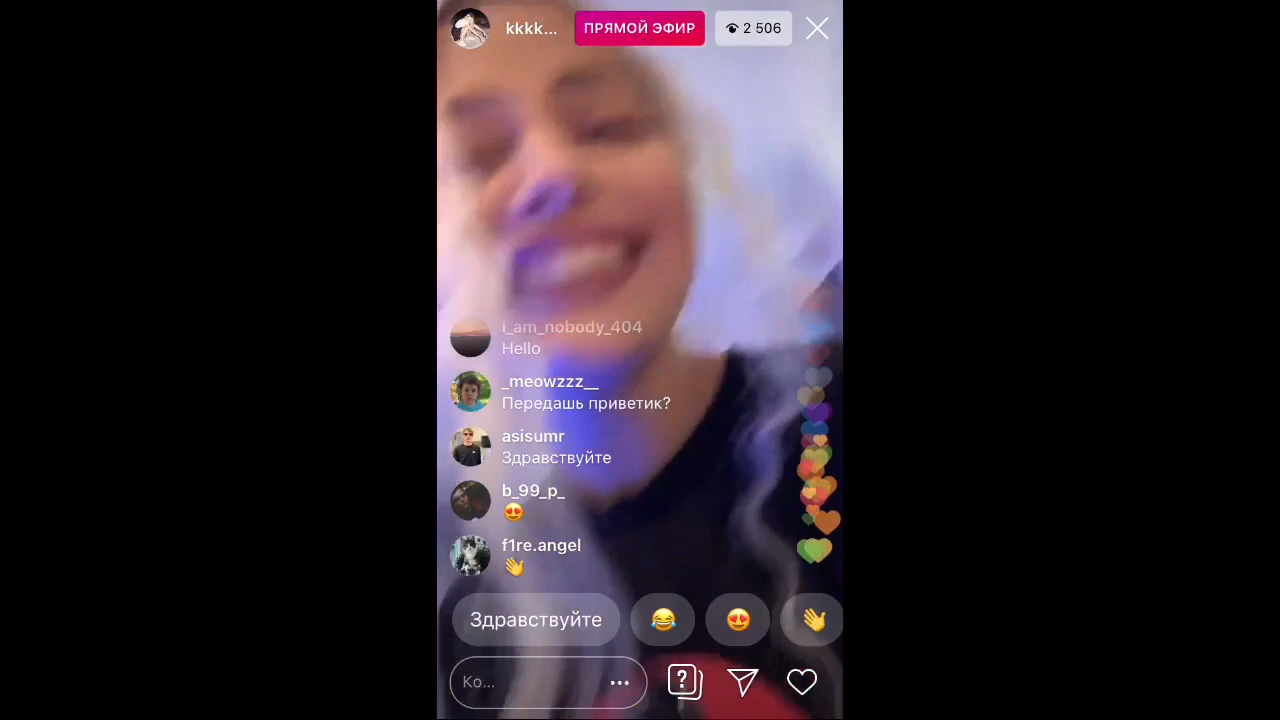 kkkk...
ПРЯМОЙ ЭФИР
2 506
i_am_nobody_404
Hello
_meowzzz__
Передашь приветик?
asisumr
Здравствуйте
b_99_p_
😍
f1re.angel
👋
Здравствуйте 😂 😍 👋
Ко...